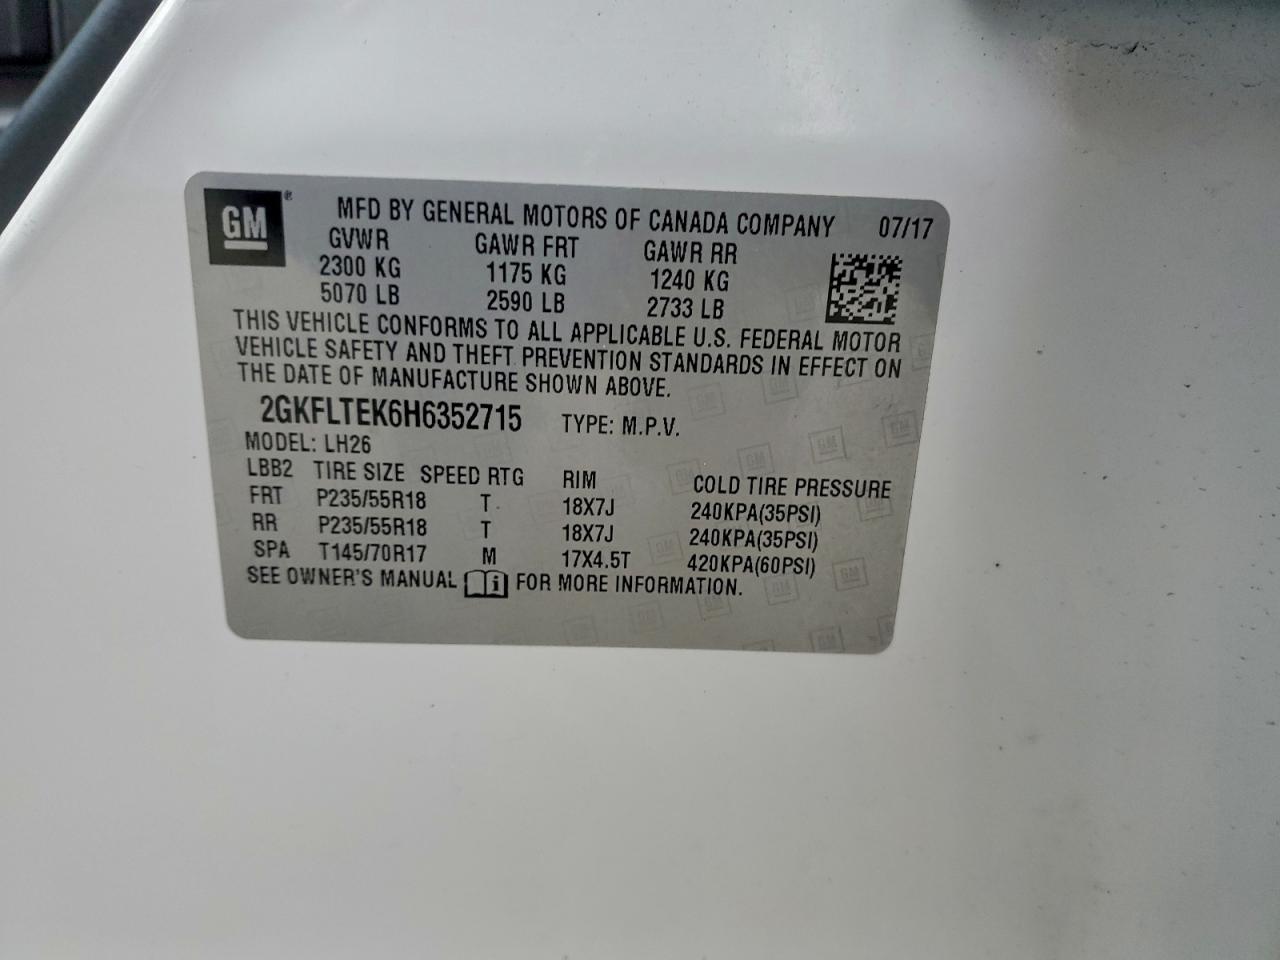 GM ® MFD BY GENERAL MOTORS OF CANADA COMPANY 07/17
GVWR GAWR FRT GAWR RR
2300 KG 1175 KG 1240 KG
5070 LB 2590 LB 2733 LB
THIS VEHICLE CONFORMS TO ALL APPLICABLE U.S. FEDERAL MOTOR
VEHICLE SAFETY AND THEFT PREVENTION STANDARDS IN EFFECT ON
THE DATE OF MANUFACTURE SHOWN ABOVE.
2GKFLTEK6H6352715 TYPE: M.P.V.
MODEL: LH26
LBB2 TIRE SIZE SPEED RTG RIM COLD TIRE PRESSURE
FRT P235/55R18 T 18X7J 240KPA(35PSI)
RR P235/55R18 T 18X7J 240KPA(35PSI)
SPA T145/70R17 M 17X4.5T 420KPA(60PSI)
SEE OWNER'S MANUAL i FOR MORE INFORMATION.